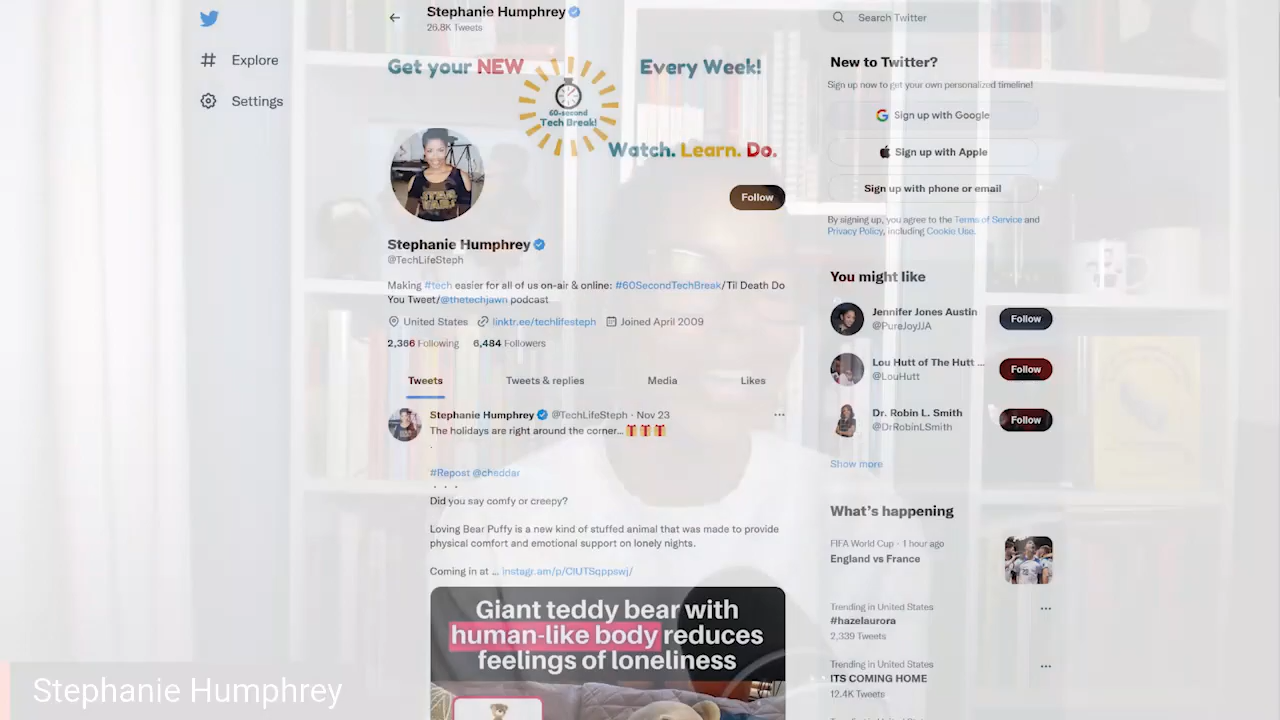 Stephanie Humphrey
26.8K Tweets
Search Twitter
Explore
Settings
Get your NEW
Every Week!
60-second
Tech Break!
Watch. Learn. Do.
Follow
Stephanie Humphrey
@TechLifeSteph
Making #tech easier for all of us on-air & online: #60SecondTechBreak/Til Death Do
You Tweet/@thetechjawn podcast
United States linktr.ee/techlifesteph Joined April 2009
2,366 Following 6,484 Followers
Tweets Tweets & replies Media Likes
Stephanie Humphrey @TechLifeSteph · Nov 23
The holidays are right around the corner...
.
#Repost @cheddar
· · ·
Did you say comfy or creepy?
Loving Bear Puffy is a new kind of stuffed animal that was made to provide
physical comfort and emotional support on lonely nights.
Coming in at ... instagr.am/p/ClUTSqppswj/
Giant teddy bear with
human-like body reduces
feelings of loneliness
New to Twitter?
Sign up now to get your own personalized timeline!
Sign up with Google
Sign up with Apple
Sign up with phone or email
By signing up, you agree to the Terms of Service and
Privacy Policy, including Cookie Use.
You might like
Jennifer Jones Austin
@PureJoyJJA
Follow
Lou Hutt of The Hutt ...
@LouHutt
Follow
Dr. Robin L. Smith
@DrRobinLSmith
Follow
Show more
What's happening
FIFA World Cup · 1 hour ago
England vs France
Trending in United States
#hazelaurora
2,339 Tweets
Trending in United States
ITS COMING HOME
12.4K Tweets
Stephanie Humphrey